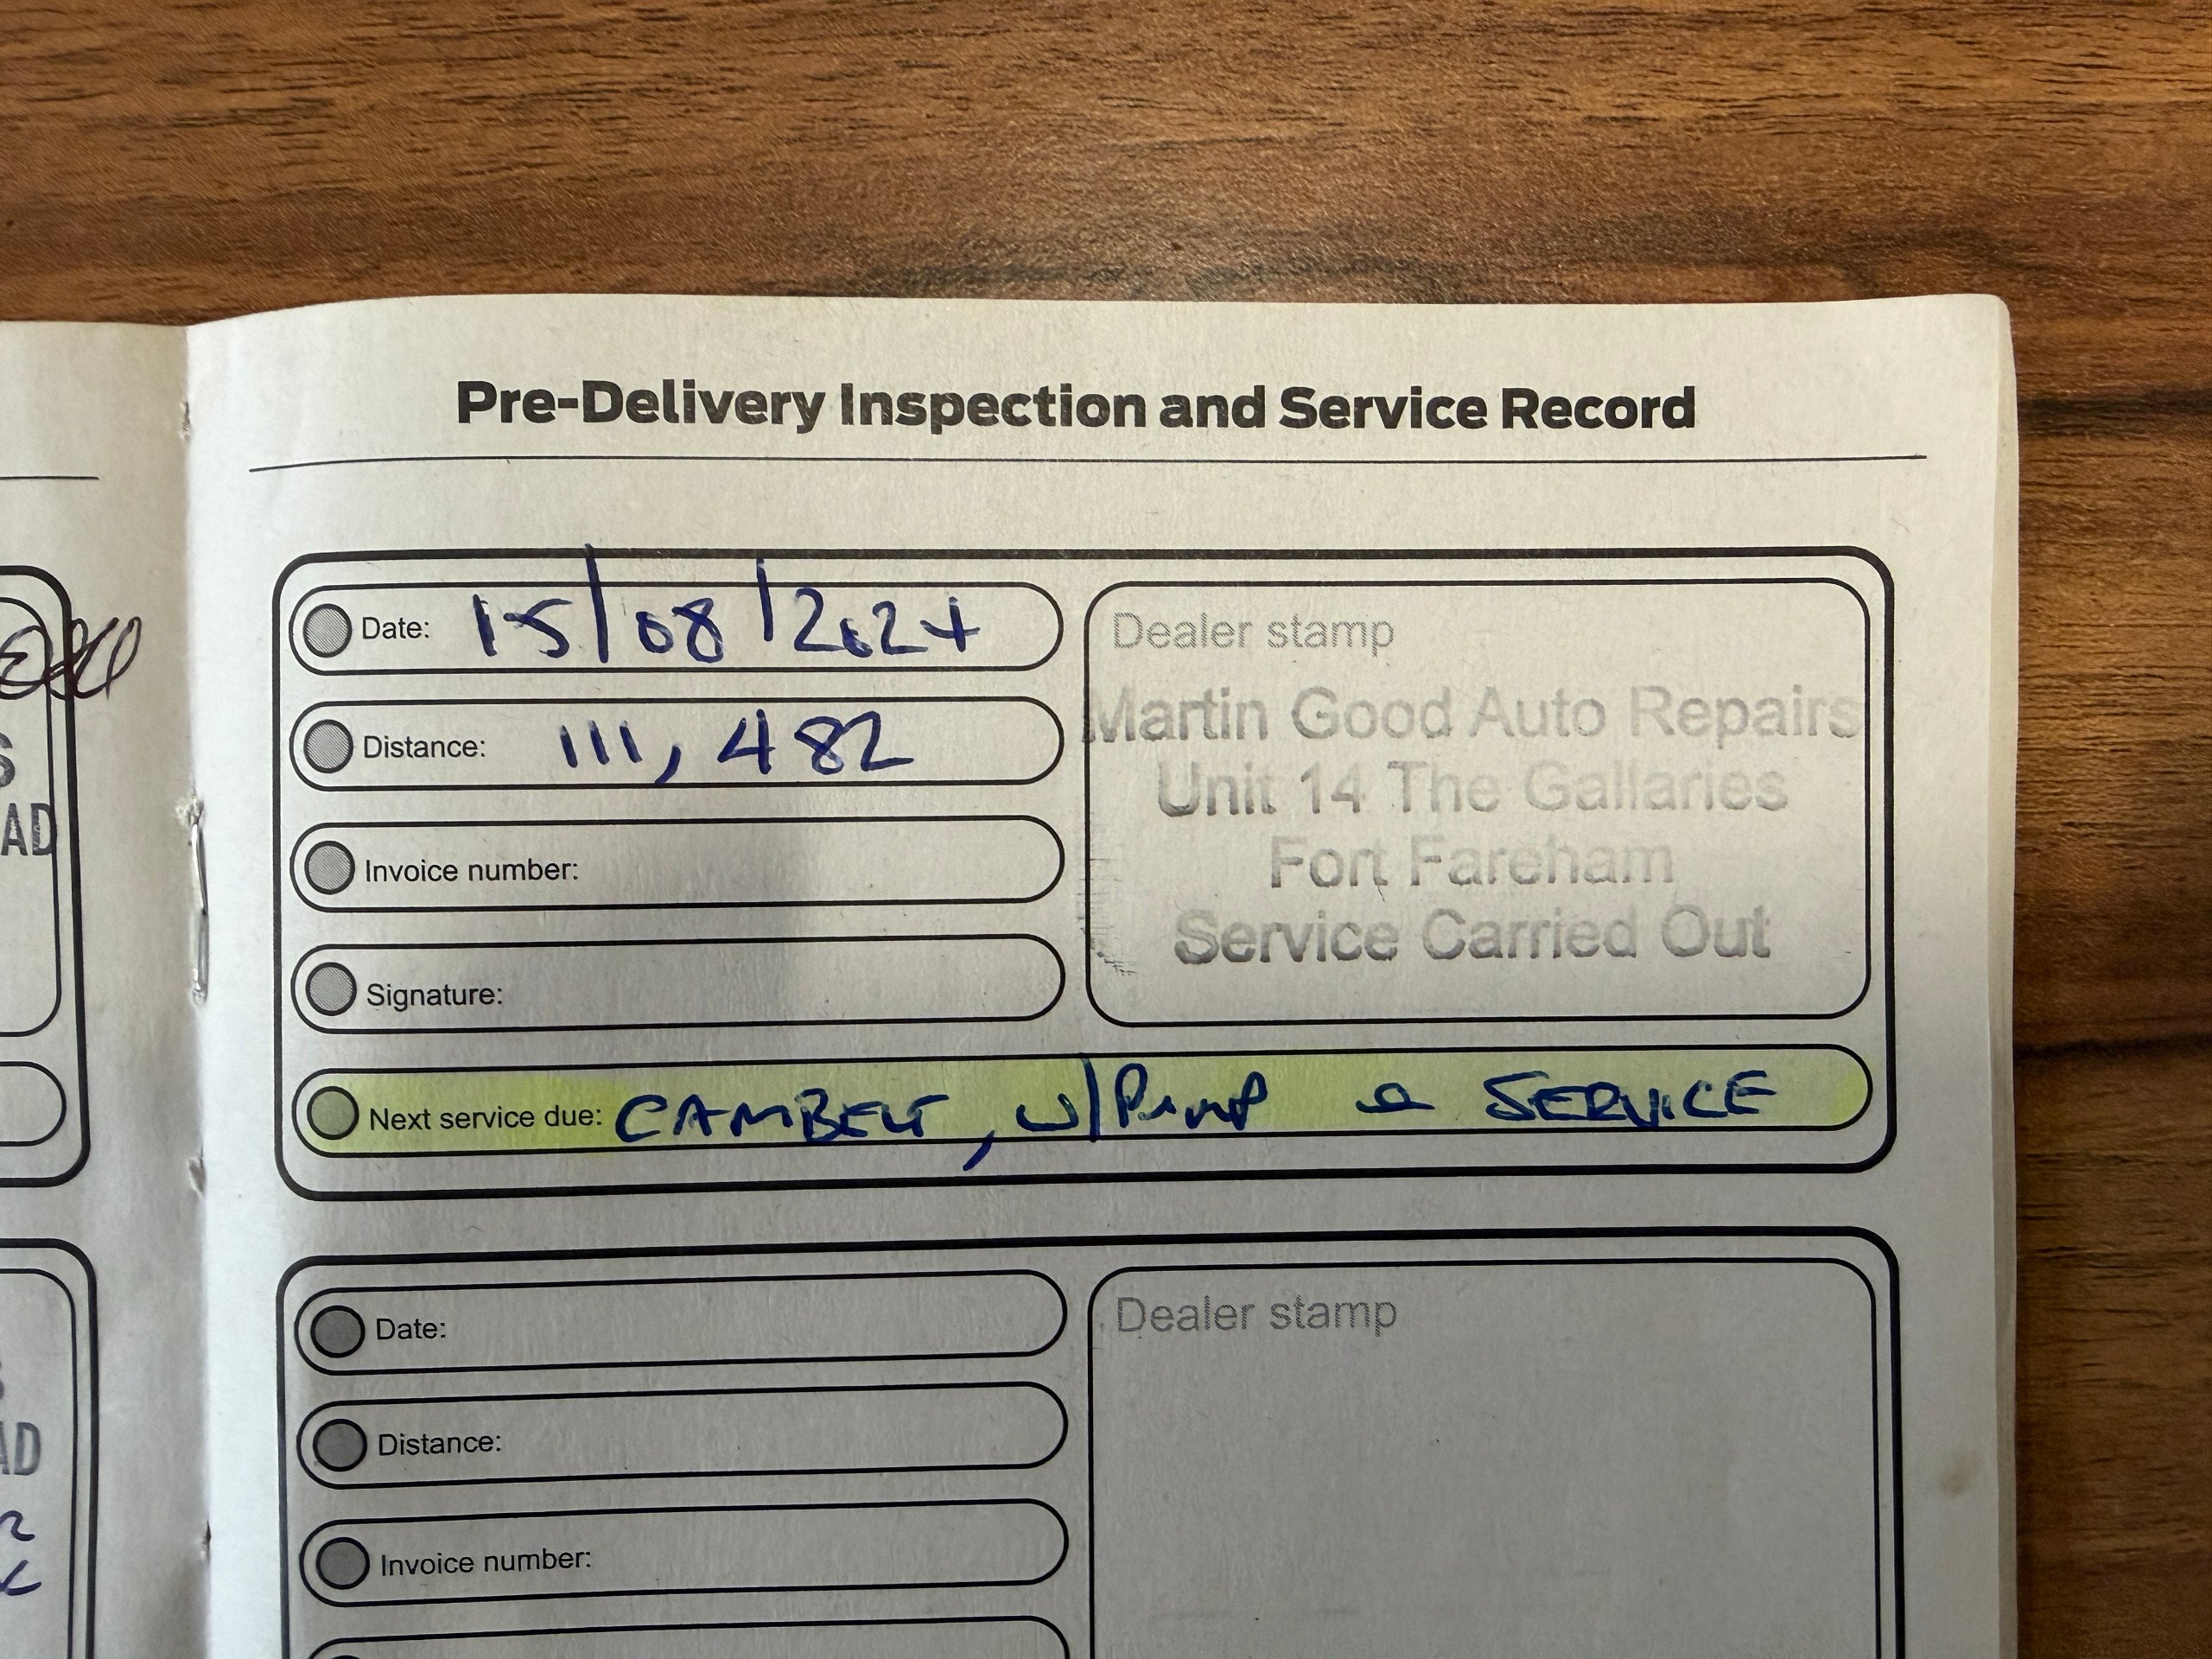 Pre-Delivery Inspection and Service Record
Date: 15/08/2024
Distance: 111,482
Invoice number:
Signature:
Dealer stamp
Martin Good Auto Repairs
Unit 14 The Gallaries
Fort Fareham
Service Carried Out
Next service due: CAMBELT, W/PUMP & SERVICE
Date:
Distance:
Invoice number:
Dealer stamp
S
AD
AD